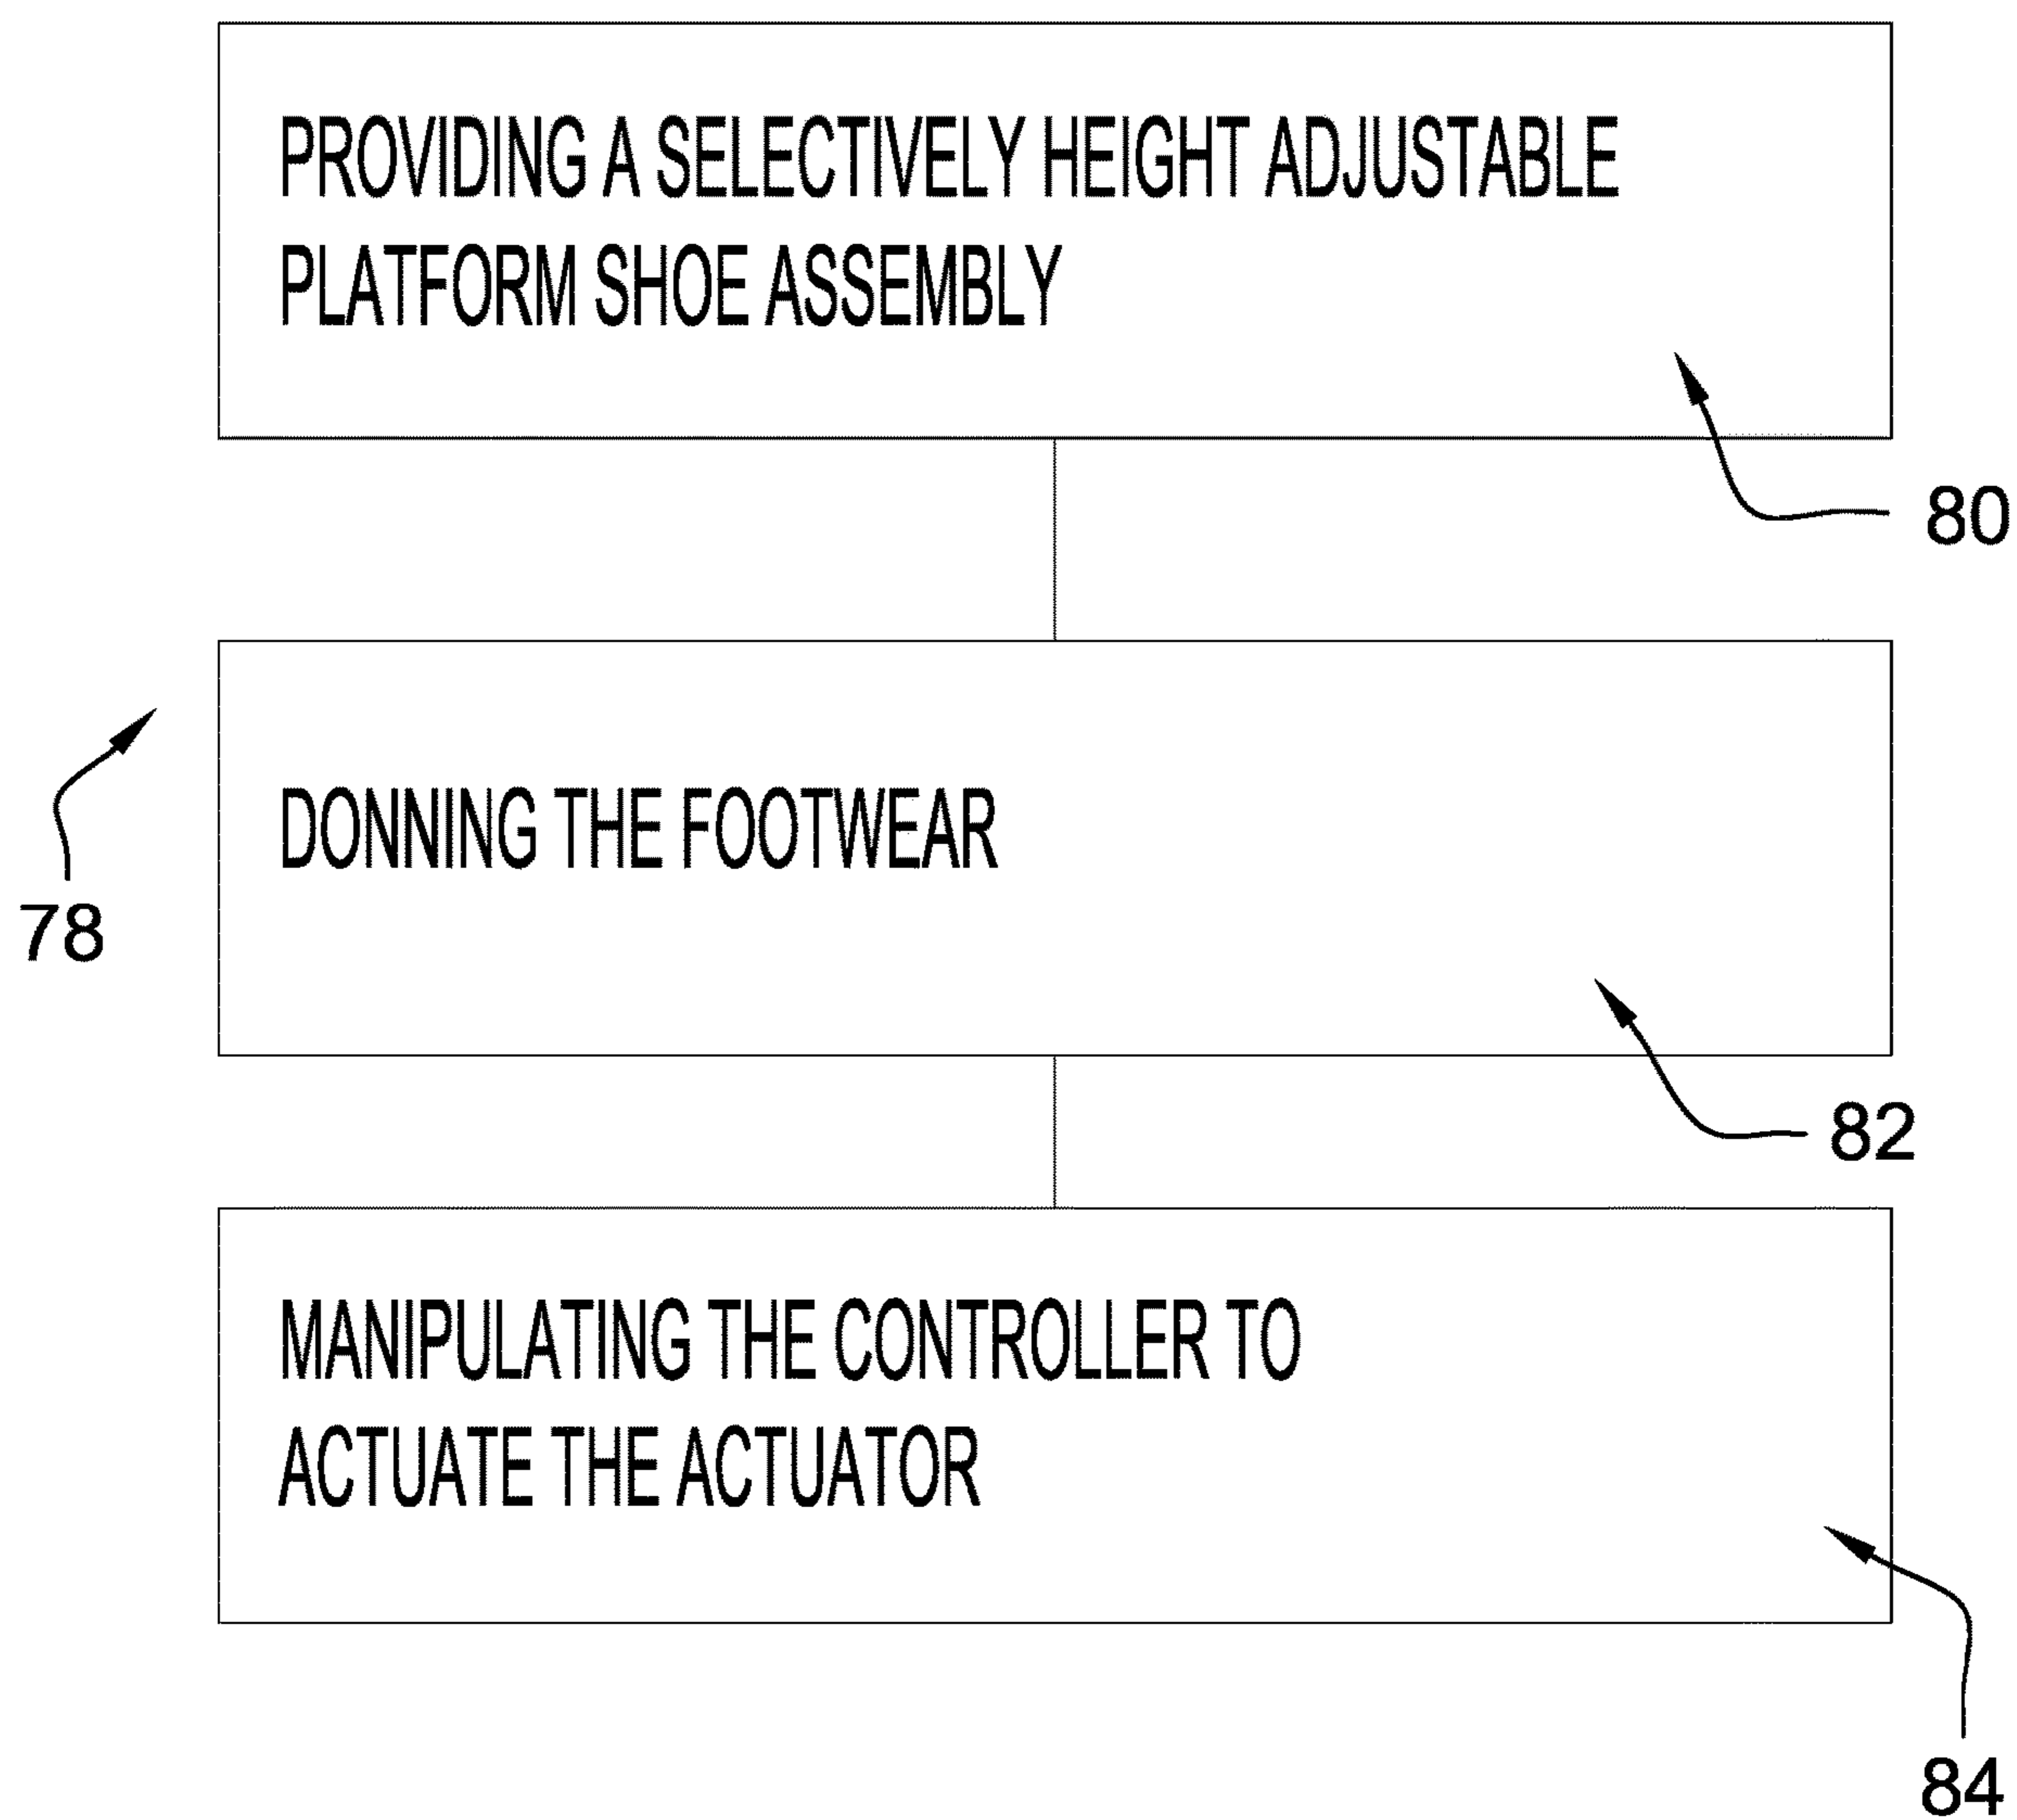 PROVIDING A SELECTIVELY HEIGHT ADJUSTABLE
PLATFORM SHOE ASSEMBLY
80
DONNING THE FOOTWEAR
78
82
MANIPULATING THE CONTROLLER TO
ACTUATE THE ACTUATOR
84